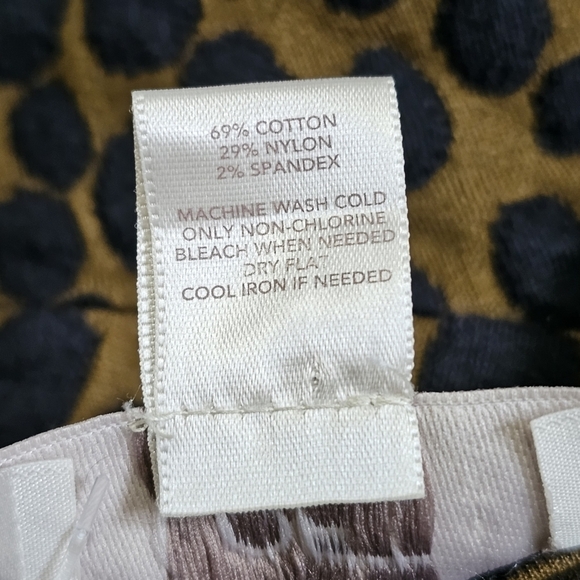 69% COTTON
29% NYLON
2% SPANDEX
MACHINE WASH COLD
ONLY NON-CHLORINE
BLEACH WHEN NEEDED
DRY FLAT
COOL IRON IF NEEDED